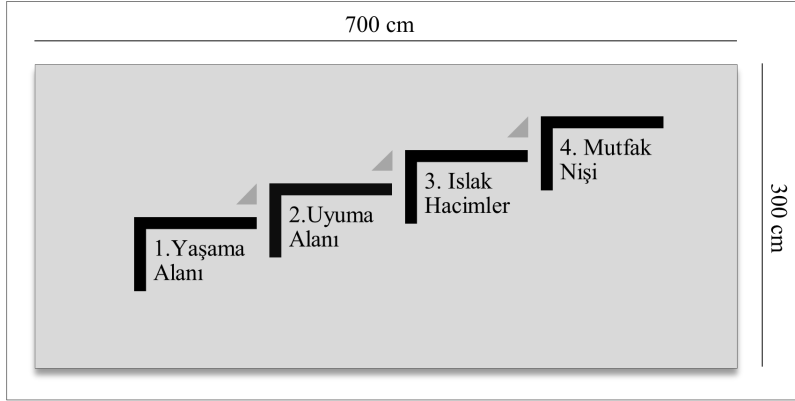 700 cm
4. Mutfak
Nişi
3. Islak
Hacimler
2.Uyuma
Alanı
1.Yaşama
Alanı
300 cm